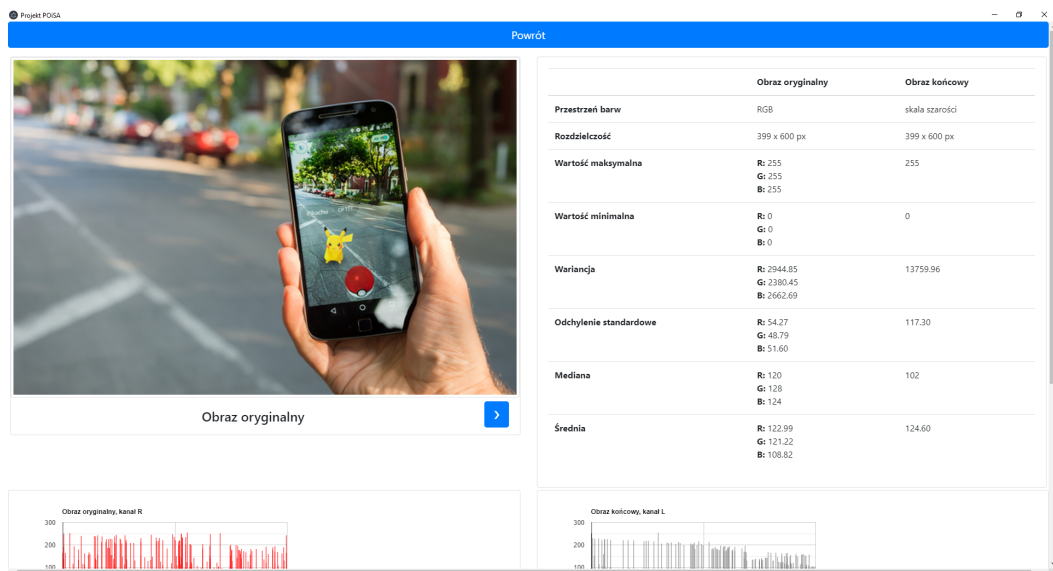 Projekt POiSA
Powrót
Pikachu CP 101
Obraz oryginalny
Obraz oryginalny Obraz końcowy
Przestrzeń barw RGB skala szarości
Rozdzielczość 399 x 600 px 399 x 600 px
Wartość maksymalna R: 255 255
G: 255
B: 255
Wartość minimalna R: 0 0
G: 0
B: 0
Wariancja R: 2944.85 13759.96
G: 2380.45
B: 2662.69
Odchylenie standardowe R: 54.27 117.30
G: 48.79
B: 51.60
Mediana R: 120 102
G: 128
B: 124
Średnia R: 122.99 124.60
G: 121.22
B: 108.82
Obraz oryginalny, kanał R
300
200
100
Obraz końcowy, kanał L
300
200
100